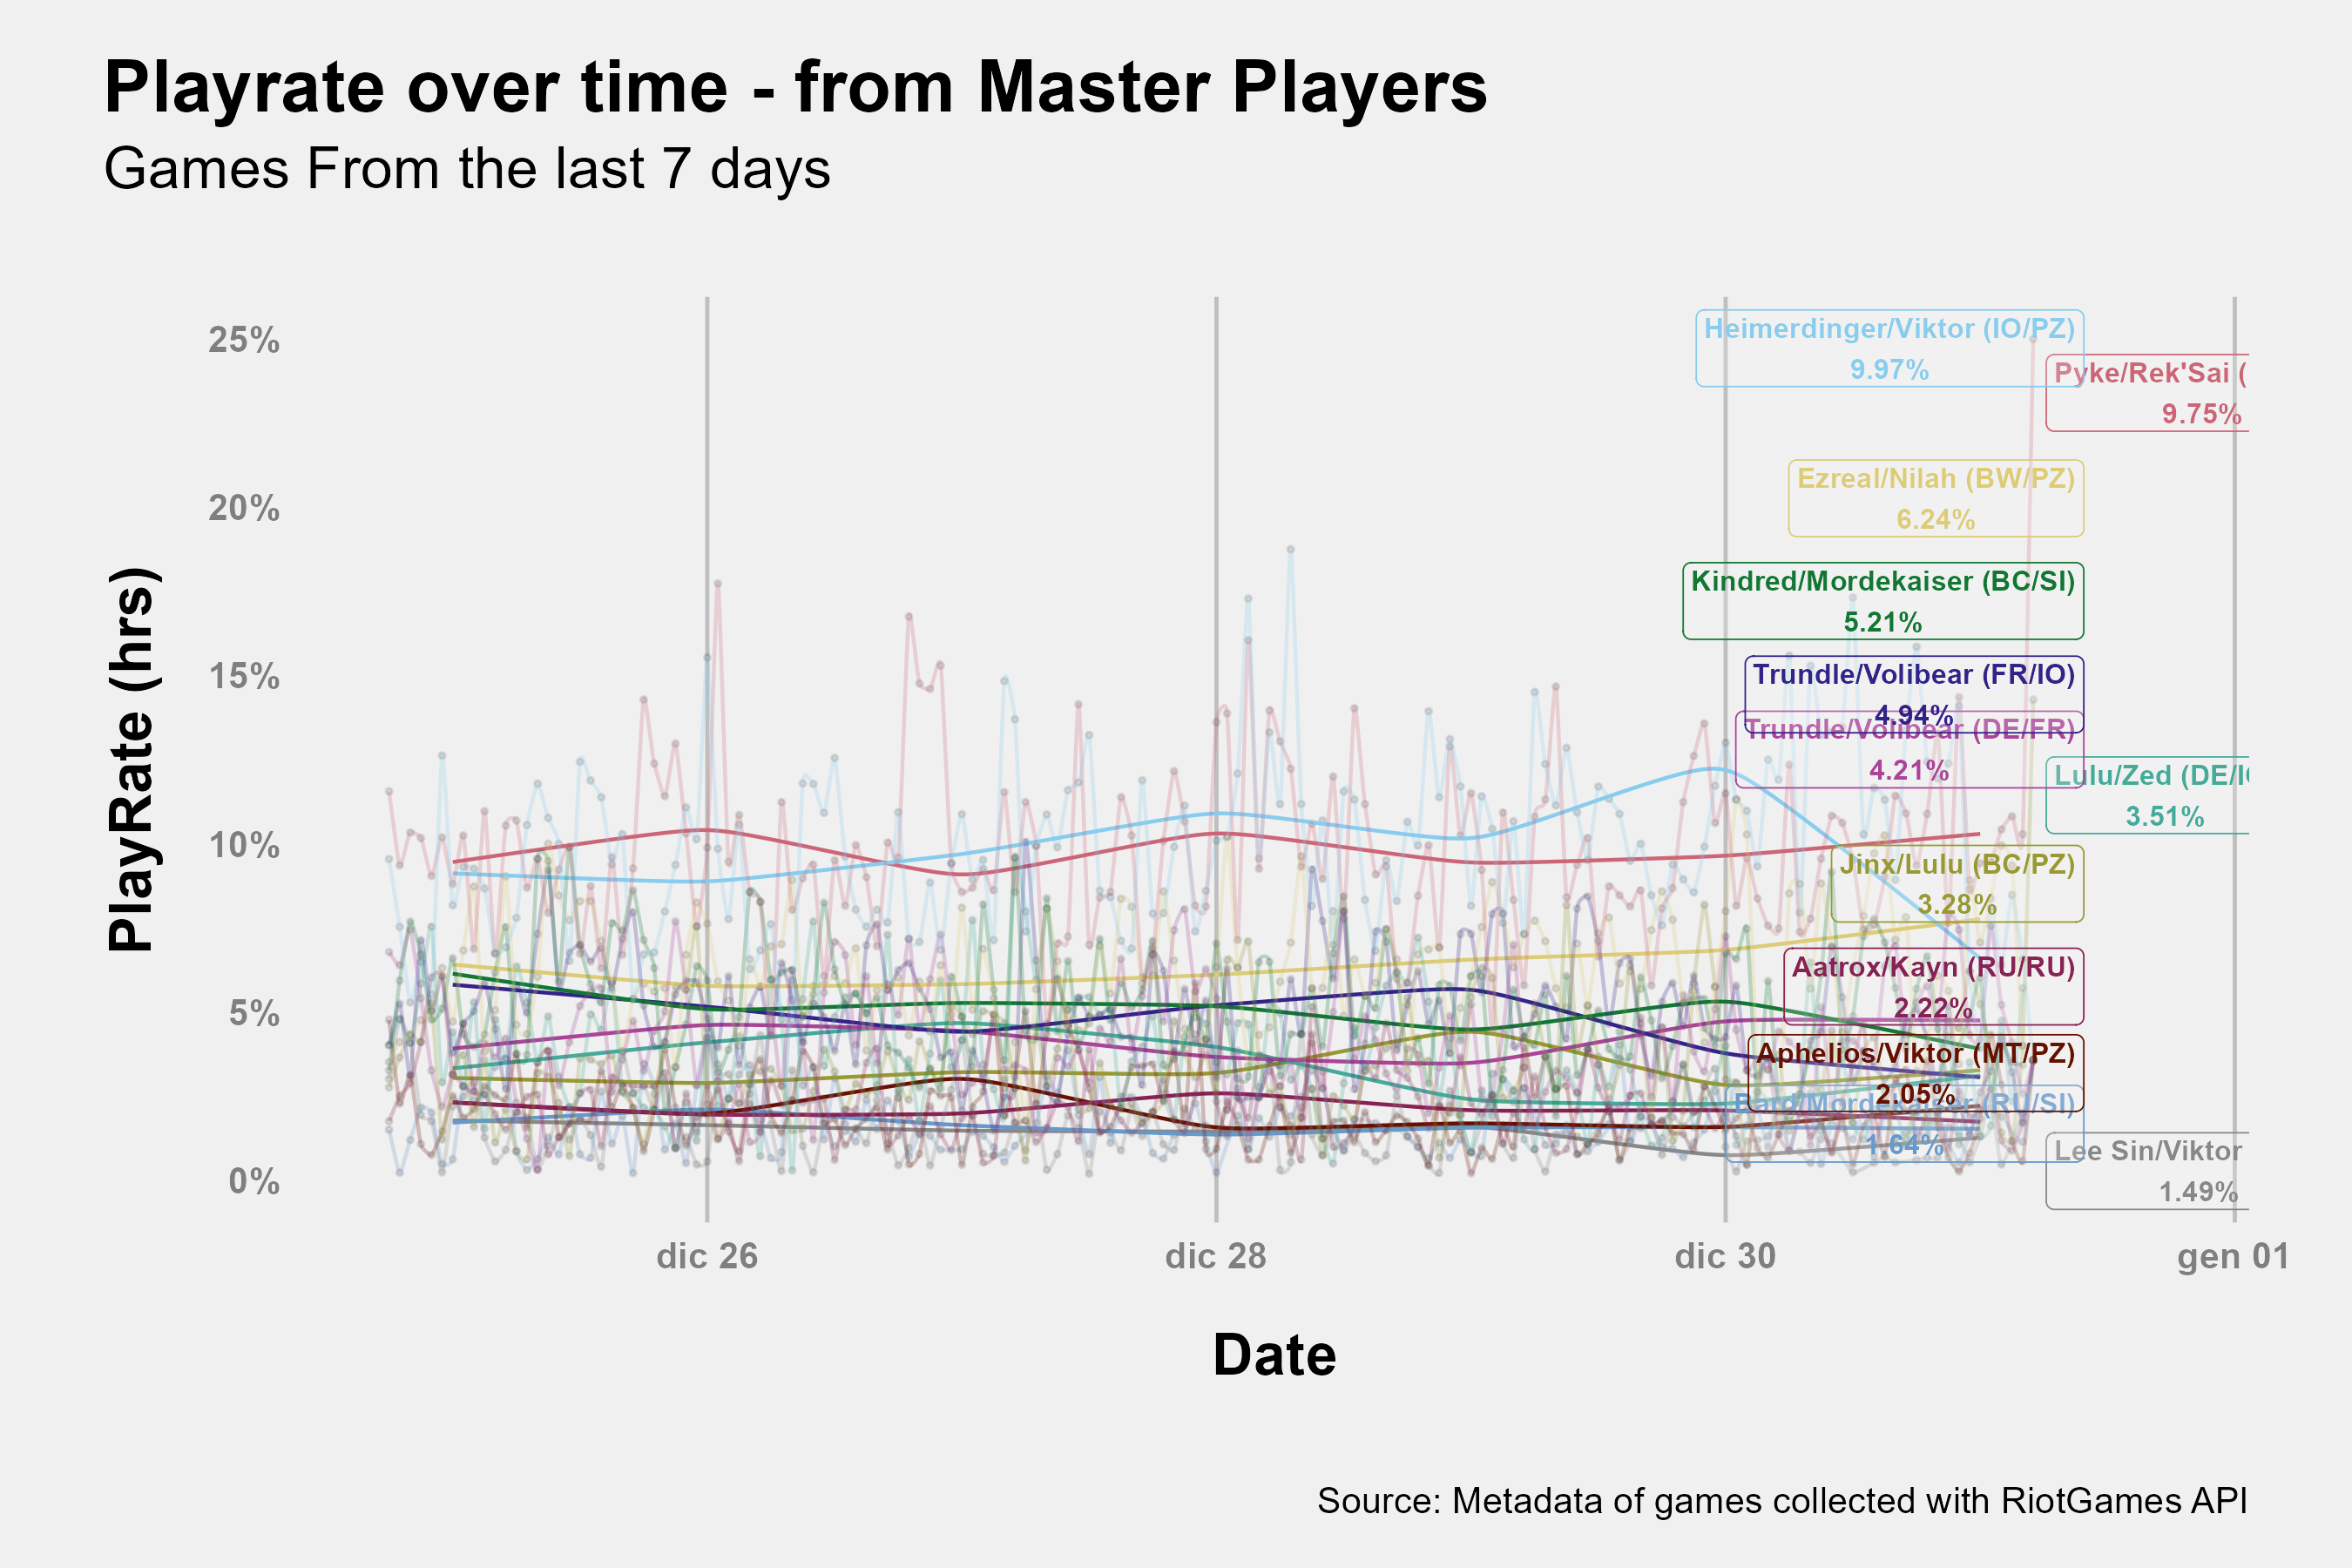 Playrate over time - from Master Players
Games From the last 7 days
PlayRate (hrs)
25%
20%
15%
10%
5%
0%
Heimerdinger/Viktor (IO/PZ)
9.97%
Pyke/Rek'Sai (
9.75%
Ezreal/Nilah (BW/PZ)
6.24%
Kindred/Mordekaiser (BC/SI)
5.21%
Trundle/Volibear (FR/IO)
4.94%
Trundle/Volibear (DE/FR)
4.21%
Lulu/Zed (DE/IO
3.51%
Jinx/Lulu (BC/PZ)
3.28%
Aatrox/Kayn (RU/RU)
2.22%
Aphelios/Viktor (MT/PZ)
2.05%
Bard/Mordekaiser (RU/SI)
1.64%
Lee Sin/Viktor
1.49%
dic 26
dic 28
dic 30
gen 01
Date
Source: Metadata of games collected with RiotGames API